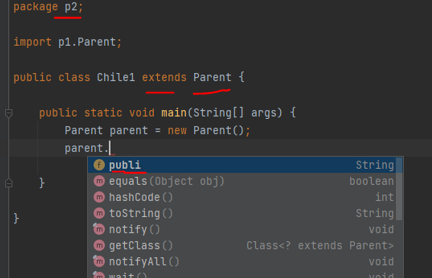 package p2;
import p1.Parent;
public class Chile1 extends Parent {
public static void main(String[] args) {
Parent parent = new Parent();
parent.
f publi String
m equals(Object obj) boolean
m hashCode() int
m toString() String
m notify() void
m getClass() Class<? extends Parent>
m notifyAll() void
m wait() void
}
}